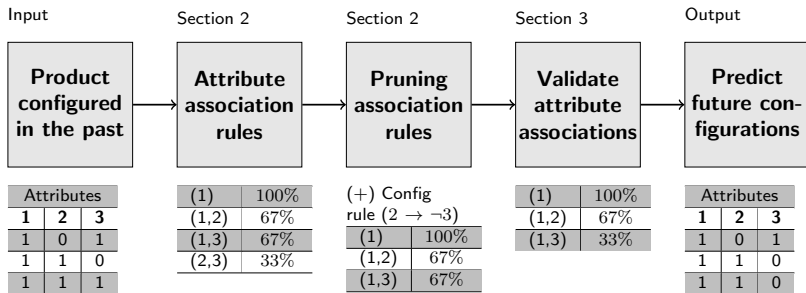 Input
Section 2
Section 2
Section 3
Output
Product
configured
in the past
Attribute
association
rules
Pruning
association
rules
Validate
attribute
associations
Predict
future con-
figurations
Attributes
1 2 3
1 0 1
1 1 0
1 1 1
(1) 100%
(1,2) 67%
(1,3) 67%
(2,3) 33%
(+) Config
rule (2 → ¬3)
(1) 100%
(1,2) 67%
(1,3) 67%
(1) 100%
(1,2) 67%
(1,3) 33%
Attributes
1 2 3
1 0 1
1 1 0
1 1 0